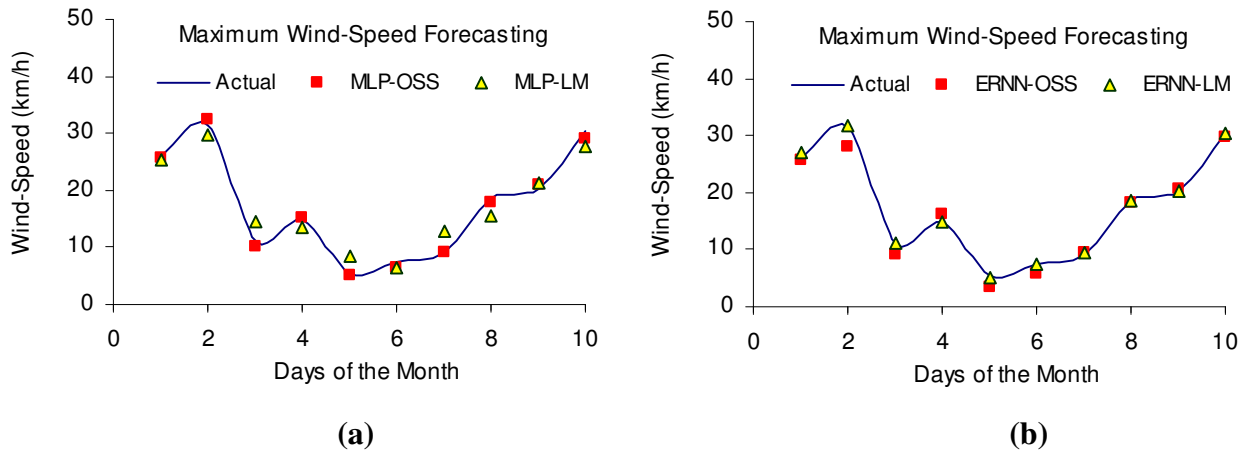 Maximum Wind-Speed Forecasting
Actual MLP-OSS MLP-LM
Wind-Speed (km/h)
50
40
30
20
10
0
0 2 4 6 8 10
Days of the Month
(a)
Maximum Wind-Speed Forecasting
Actual ERNN-OSS ERNN-LM
Wind-Speed (km/h)
50
40
30
20
10
0
0 2 4 6 8 10
Days of the Month
(b)